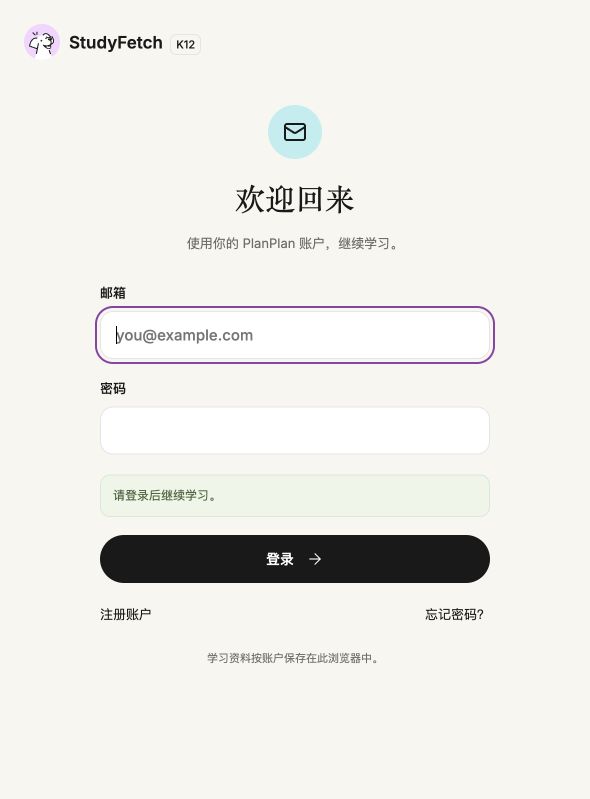 StudyFetch K12
欢迎回来
使用你的 PlanPlan 账户，继续学习。
邮箱
you@example.com
密码
请登录后继续学习。
登录 →
注册账户 忘记密码?
学习资料按账户保存在此浏览器中。